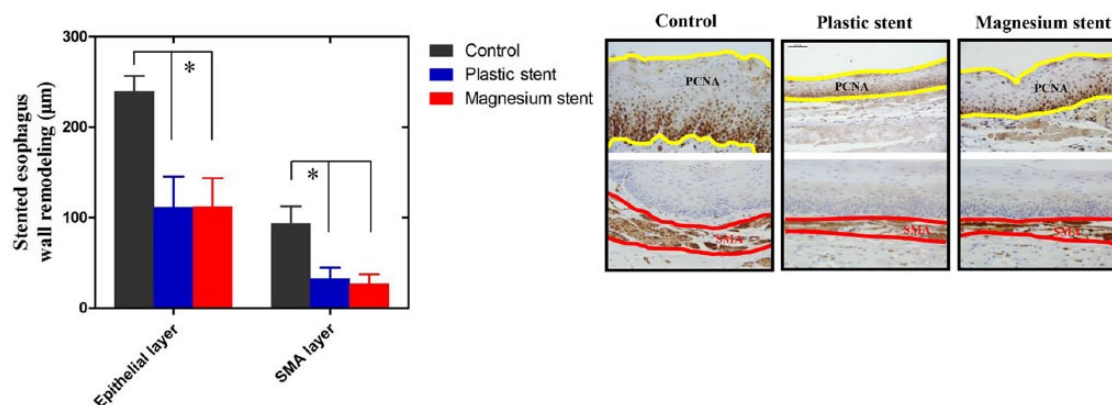 Stented esophagus
wall remodeling (µm)
300
200
100
0
*
*
Epithelial layer
SMA layer
Control
Plastic stent
Magnesium stent
Control
Plastic stent
Magnesium stent
PCNA
PCNA
PCNA
SMA
SMA
SMA